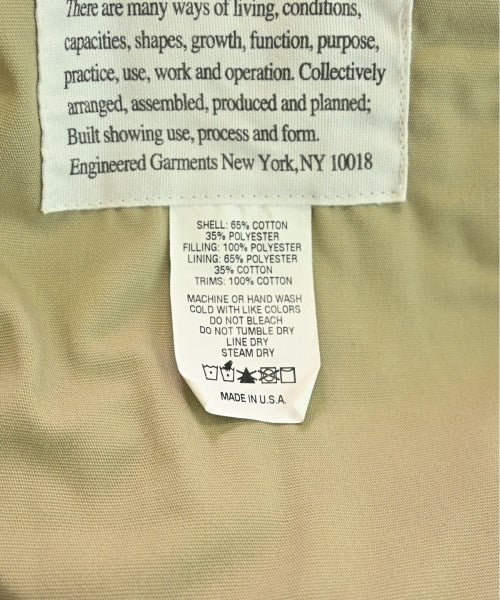 There are many ways of living, conditions,
capacities, shapes, growth, function, purpose,
practice, use, work and operation. Collectively
arranged, assembled, produced and planned;
Built showing use, process and form.
Engineered Garments New York, NY 10018
SHELL: 65% COTTON
35% POLYESTER
FILLING: 100% POLYESTER
LINING: 65% POLYESTER
35% COTTON
TRIMS: 100% COTTON
MACHINE OR HAND WASH
COLD WITH LIKE COLORS
DO NOT BLEACH
DO NOT TUMBLE DRY
LINE DRY
STEAM DRY
MADE IN U.S.A.